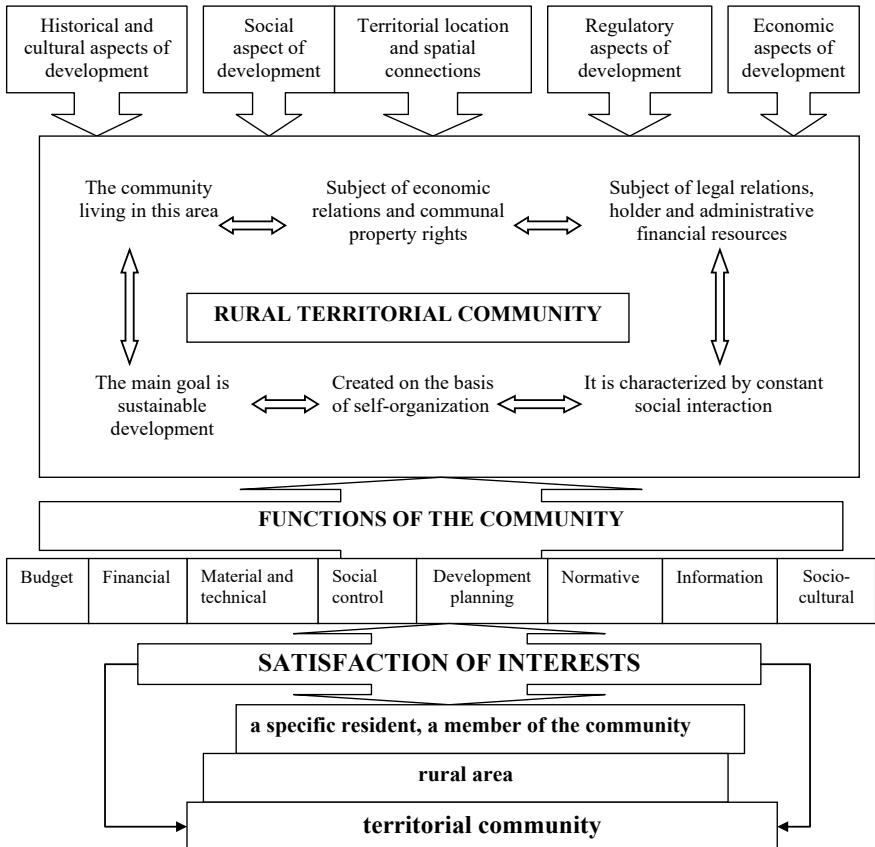 Historical and
cultural aspects of
development
Social
aspect of
development
Territorial location
and spatial
connections
Regulatory
aspects of
development
Economic
aspects of
development
The community
living in this area
Subject of economic
relations and communal
property rights
Subject of legal relations,
holder and administrative
financial resources
RURAL TERRITORIAL COMMUNITY
The main goal is
sustainable
development
Created on the basis
of self-organization
It is characterized by constant
social interaction
FUNCTIONS OF THE COMMUNITY
Budget
Financial
Material and
technical
Social
control
Development
planning
Normative
Information
Socio-
cultural
SATISFACTION OF INTERESTS
a specific resident, a member of the community
rural area
territorial community